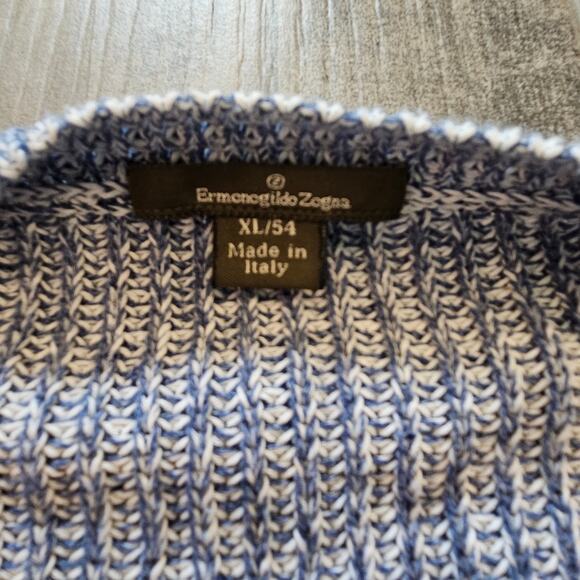 Ermenegildo Zegna
XL/54
Made in
Italy